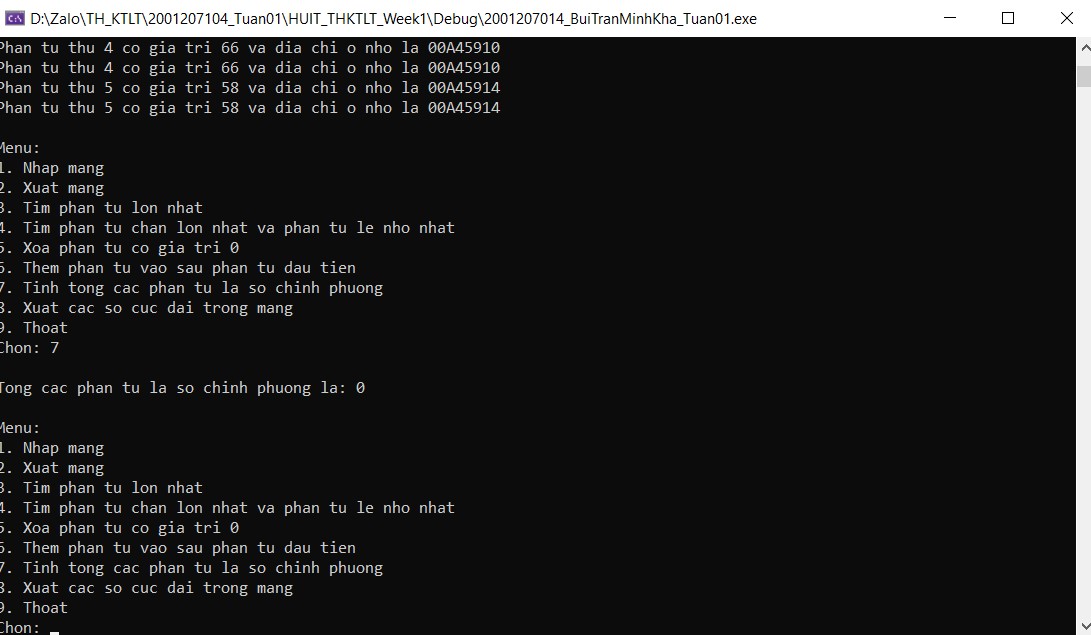 D:\Zalo\TH_KTLT\2001207104_Tuan01\HUIT_THKTLT_Week1\Debug\2001207014_BuiTranMinhKha_Tuan01.exe
Phan tu thu 4 co gia tri 66 va dia chi o nho la 00A45910
Phan tu thu 4 co gia tri 66 va dia chi o nho la 00A45910
Phan tu thu 5 co gia tri 58 va dia chi o nho la 00A45914
Phan tu thu 5 co gia tri 58 va dia chi o nho la 00A45914
Menu:
1. Nhap mang
2. Xuat mang
3. Tim phan tu lon nhat
4. Tim phan tu chan lon nhat va phan tu le nho nhat
5. Xoa phan tu co gia tri 0
6. Them phan tu vao sau phan tu dau tien
7. Tinh tong cac phan tu la so chinh phuong
8. Xuat cac so cuc dai trong mang
9. Thoat
Chon: 7
Tong cac phan tu la so chinh phuong la: 0
Menu:
1. Nhap mang
2. Xuat mang
3. Tim phan tu lon nhat
4. Tim phan tu chan lon nhat va phan tu le nho nhat
5. Xoa phan tu co gia tri 0
6. Them phan tu vao sau phan tu dau tien
7. Tinh tong cac phan tu la so chinh phuong
8. Xuat cac so cuc dai trong mang
9. Thoat
Chon: